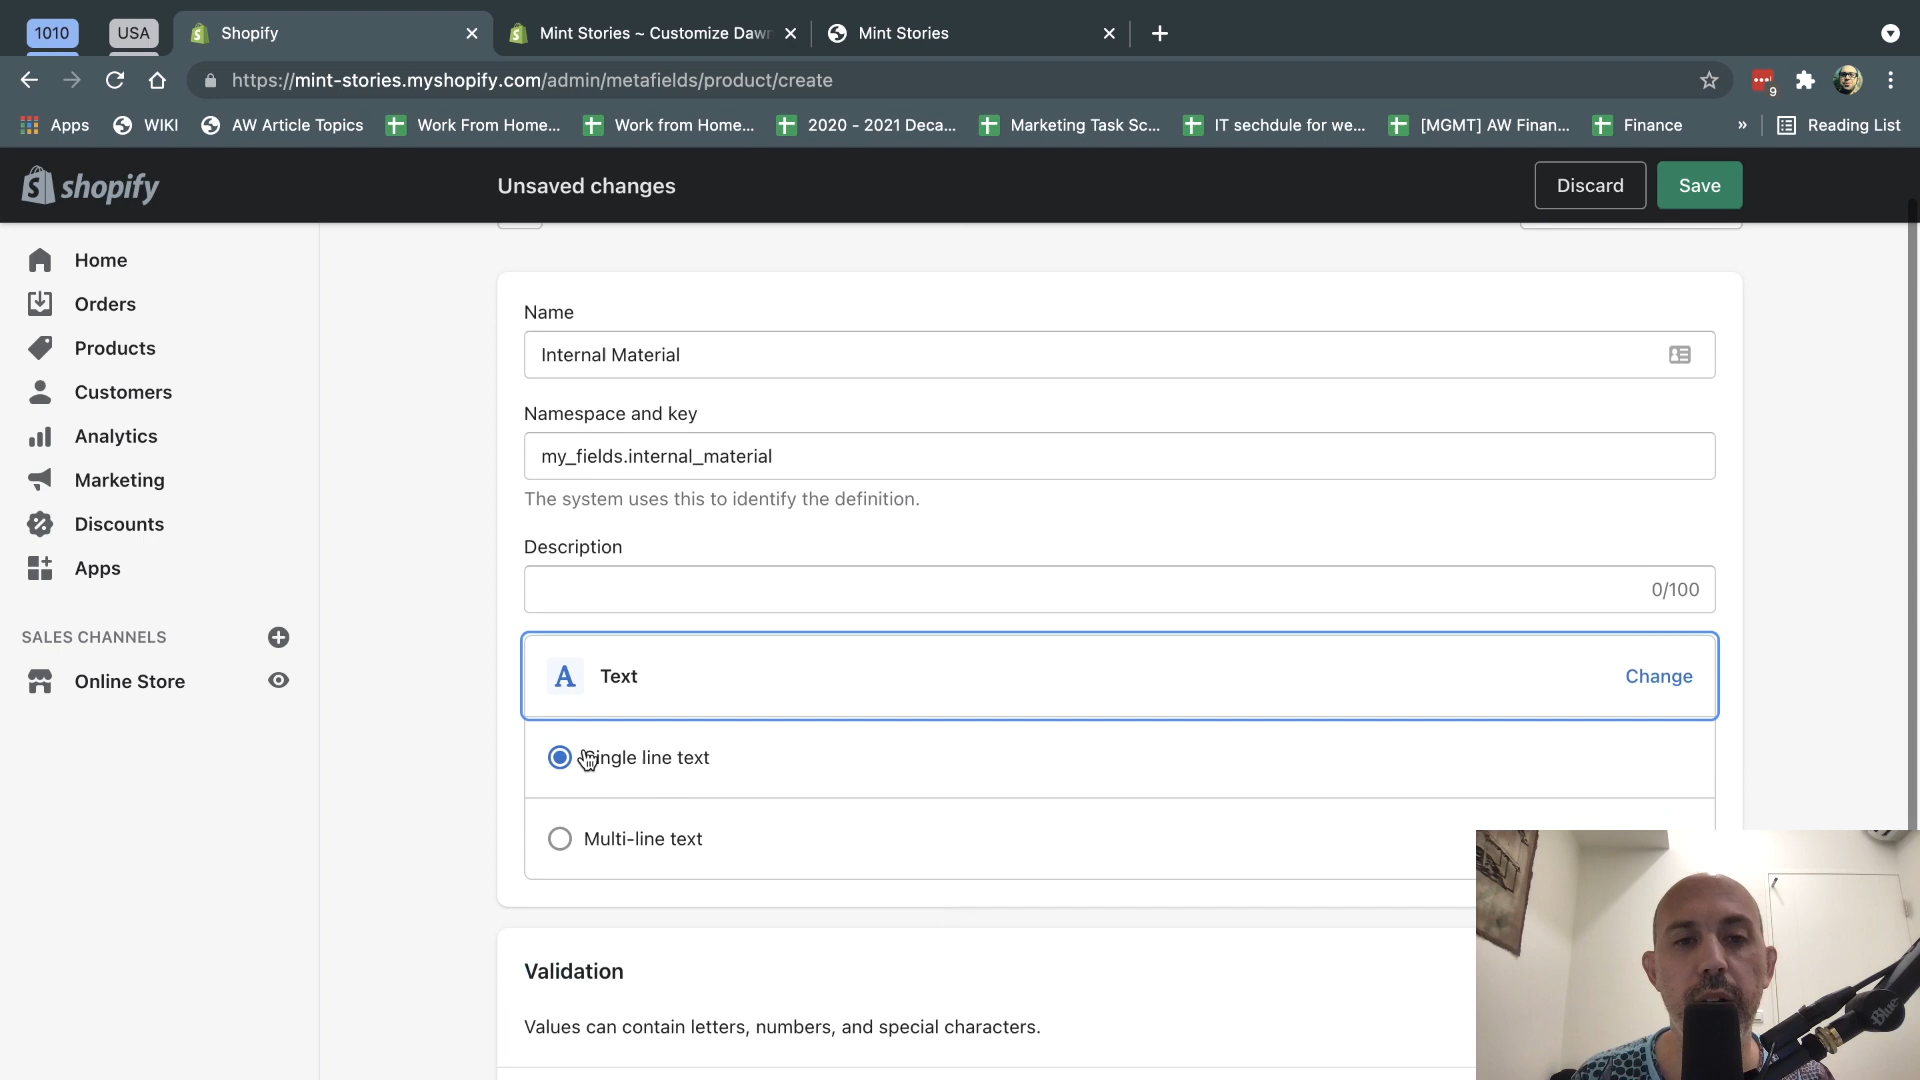 1010
USA
Shopify
Mint Stories ~ Customize Dawn
Mint Stories
https://mint-stories.myshopify.com/admin/metafields/product/create
9
Apps
WIKI
AW Article Topics
Work From Home...
Work from Home...
2020 - 2021 Deca...
Marketing Task Sc...
IT sechdule for we...
[MGMT] AW Finan...
Finance
»
Reading List
shopify
Unsaved changes
Discard
Save
Home
Orders
Products
Customers
Analytics
Marketing
Discounts
Apps
SALES CHANNELS
Online Store
Name
Internal Material
Namespace and key
my_fields.internal_material
The system uses this to identify the definition.
Description
0/100
A Text
Change
Single line text
Multi-line text
Validation
Values can contain letters, numbers, and special characters.
Blue